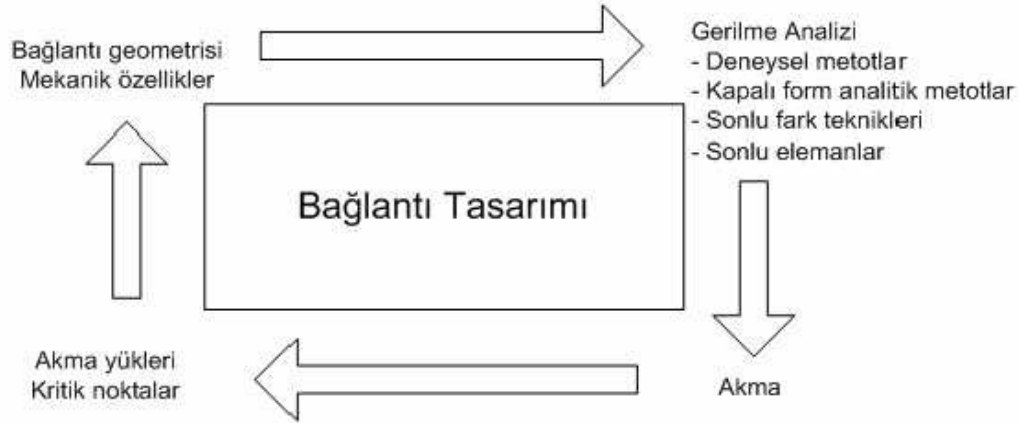 Bağlantı geometrisi
Mekanik özellikler
Gerilme Analizi
- Deneysel metotlar
- Kapalı form analitik metotlar
- Sonlu fark teknikleri
- Sonlu elemanlar
Bağlantı Tasarımı
Akma yükleri
Kritik noktalar
Akma